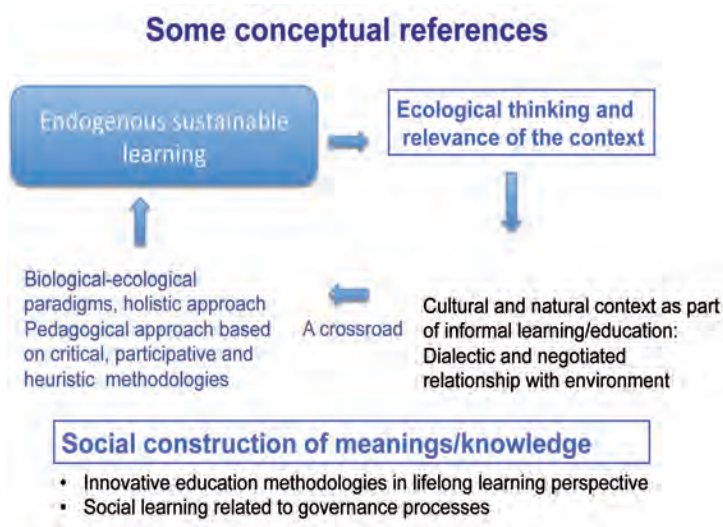 Some conceptual references
Endogenous sustainable
learning
Ecological thinking and
relevance of the context
Biological-ecological
paradigms, holistic approach
Pedagogical approach based
on critical, participative and
heuristic methodologies
A crossroad
Cultural and natural context as part
of informal learning/education:
Dialectic and negotiated
relationship with environment
Social construction of meanings/knowledge
• Innovative education methodologies in lifelong learning perspective
• Social learning related to governance processes